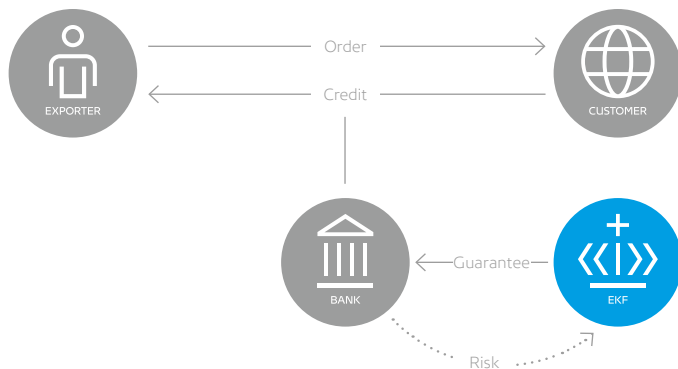 Order
EXPORTER
CUSTOMER
Credit
Guarantee
BANK
EKF
Risk